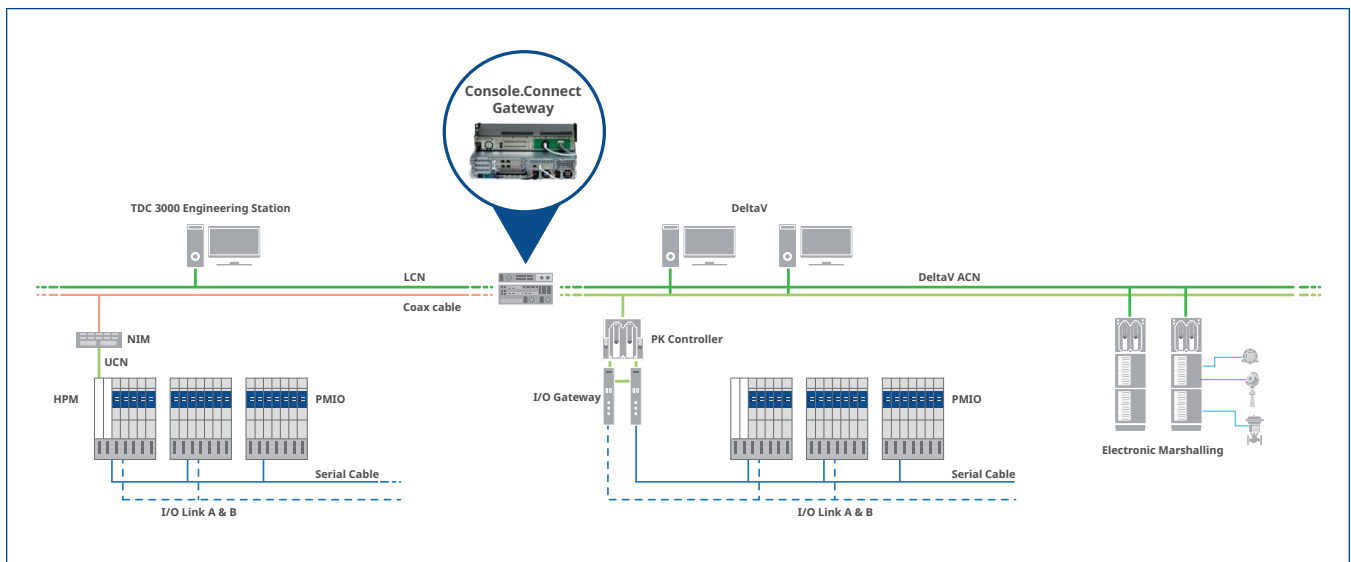 Console.Connect
Gateway
TDC 3000 Engineering Station
DeltaV
LCN
DeltaV ACN
Coax cable
NIM
PK Controller
UCN
HPM
PMIO
I/O Gateway
PMIO
Electronic Marshalling
Serial Cable
Serial Cable
I/O Link A & B
I/O Link A & B